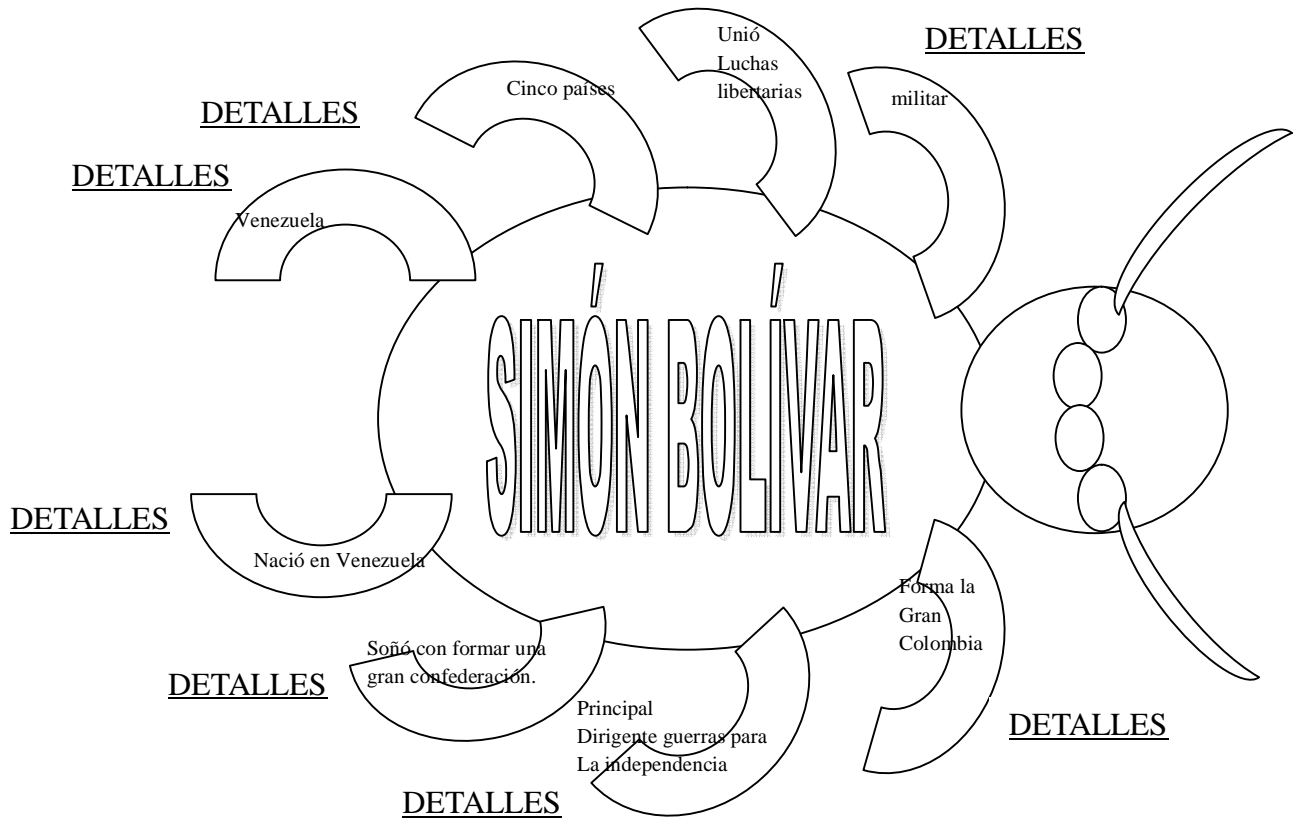 Unió
Luchas
libertarias
DETALLES
Cinco países
militar
DETALLES
DETALLES
Venezuela
SIMÓN BOLÍVAR
DETALLES
Nació en Venezuela
Forma la
Gran
Colombia
Soñó con formar una
gran confederación.
DETALLES
Principal
Dirigente guerras para
La independencia
DETALLES
DETALLES